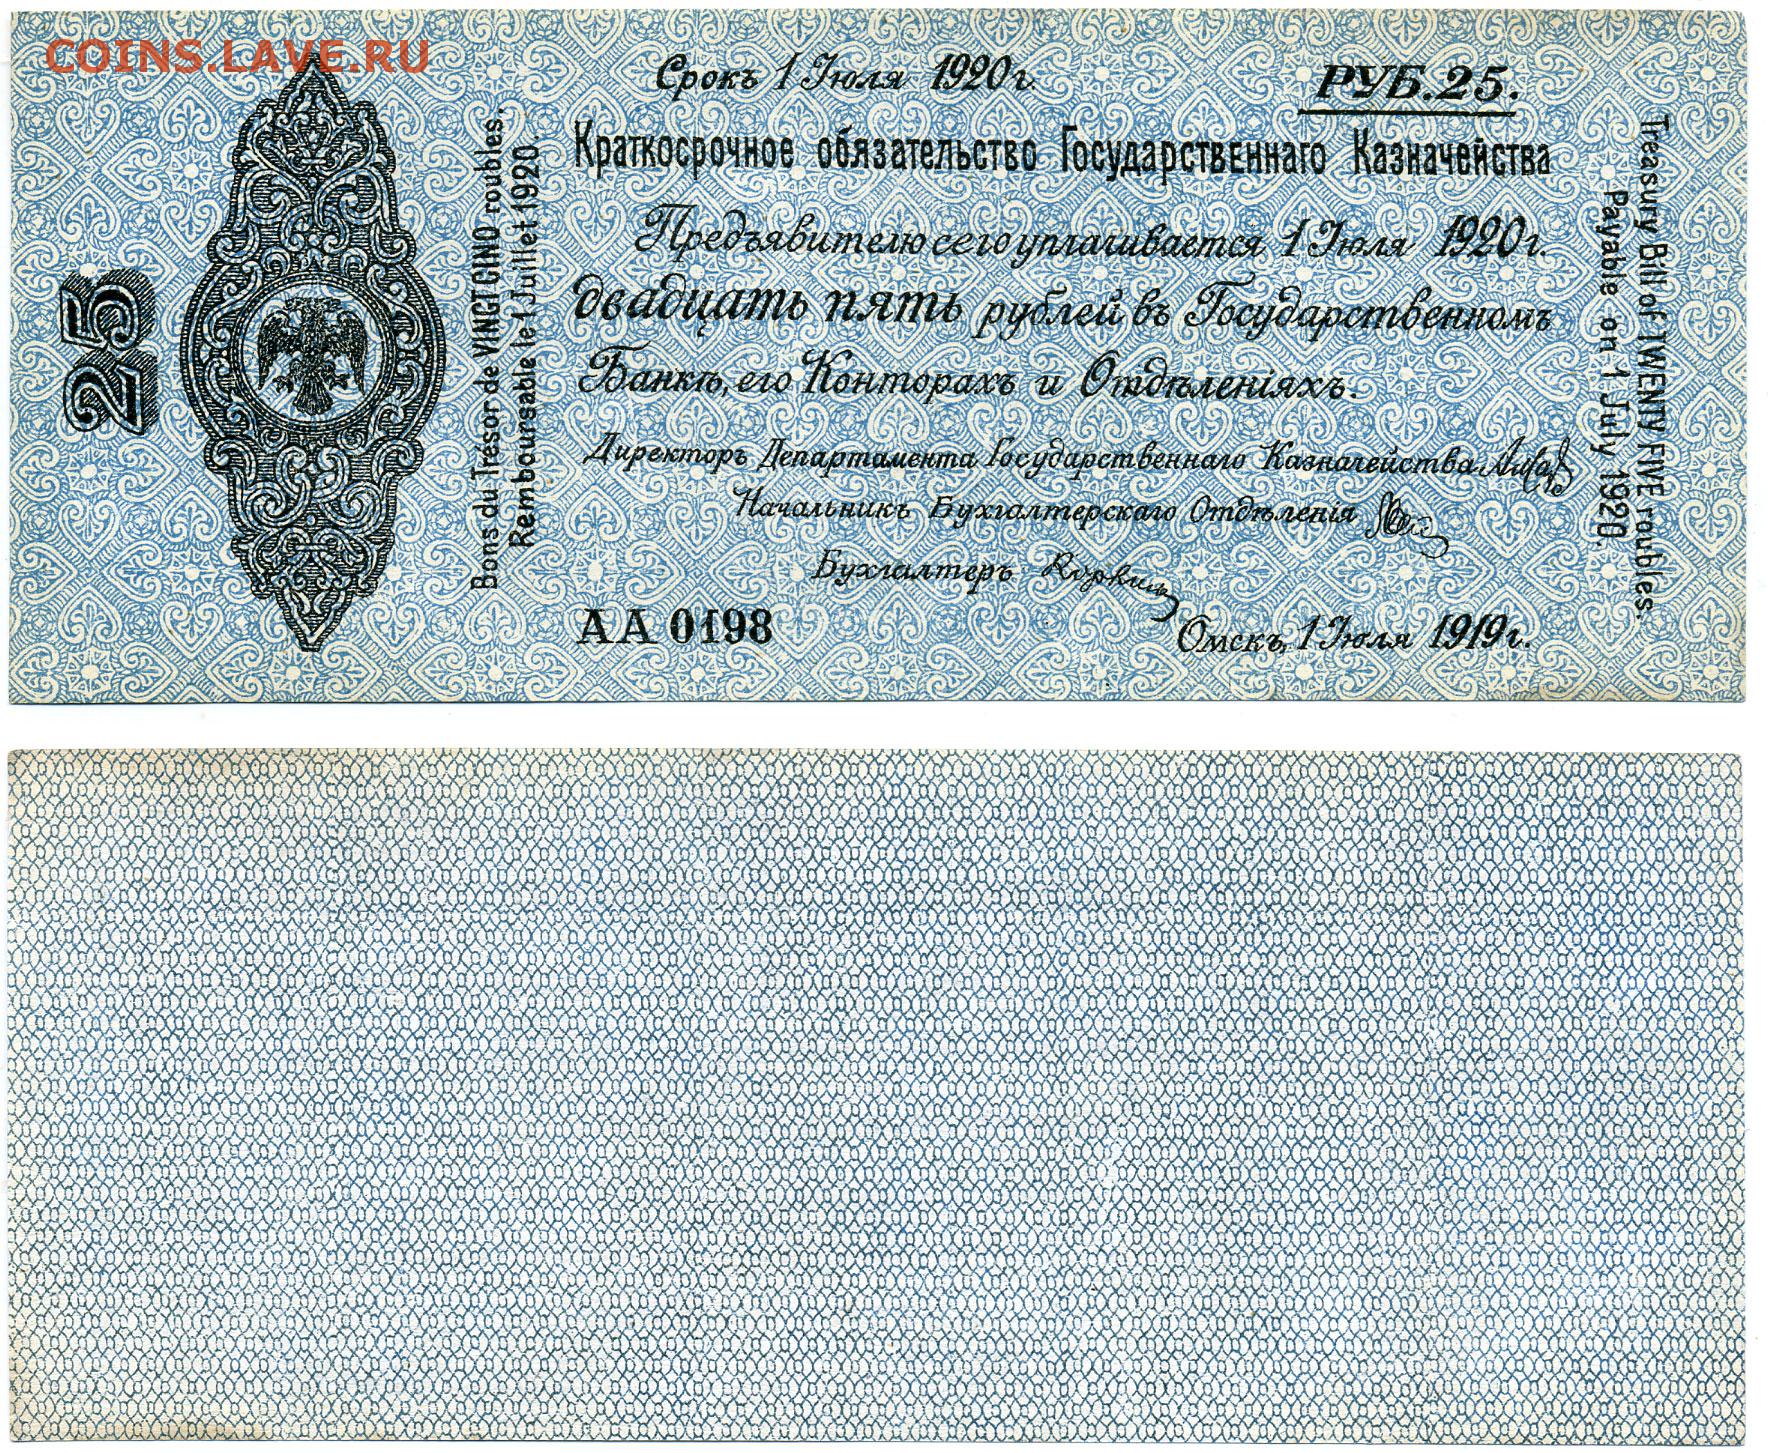 COINS.LAVE.RU
Срокъ 1 Іюля 1920 г.
РУБ. 25.
Краткосрочное обязательство Государственнаго Казначейства
Предъявителю сего уплачивается 1 Іюля 1920 г.
двадцать пять рублей въ Государственномъ
Банкѣ, его Конторахъ и Отдѣленіяхъ.
Директоръ Департамента Государственнаго Казначейства
Начальникъ Бухгалтерскаго Отдѣленія
Бухгалтеръ
АА 0198
Омскъ, 1 Іюля 1919 г.
25
Bons du Trésor de VINGT CINQ roubles.
Remboursable le 1 Juillet 1920.
Treasury Bill of TWENTY FIVE roubles.
Payable on 1 July 1920.